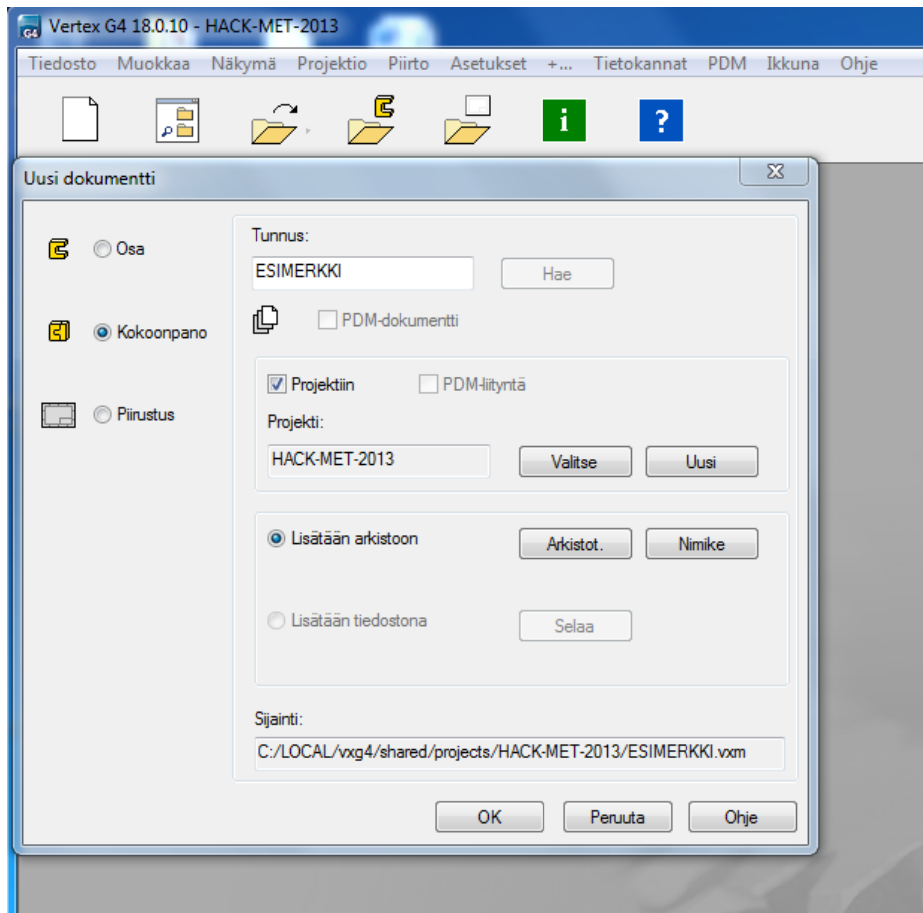 Vertex G4 18.0.10 - HACK-MET-2013
Tiedosto Muokkaa Näkymä Projektio Piirto Asetukset +... Tietokannat PDM Ikkuna Ohje
Uusi dokumentti
Osa
Kokoonpano
Piirustus
Tunnus:
ESIMERKKI
Hae
PDM-dokumentti
Projektiin
PDM-liityntä
Projekti:
HACK-MET-2013
Valitse
Uusi
Lisätään arkistoon
Arkistot.
Nimike
Lisätään tiedostona
Selaa
Sijainti:
C:/LOCAL/vxg4/shared/projects/HACK-MET-2013/ESIMERKKI.vxm
OK
Peruuta
Ohje